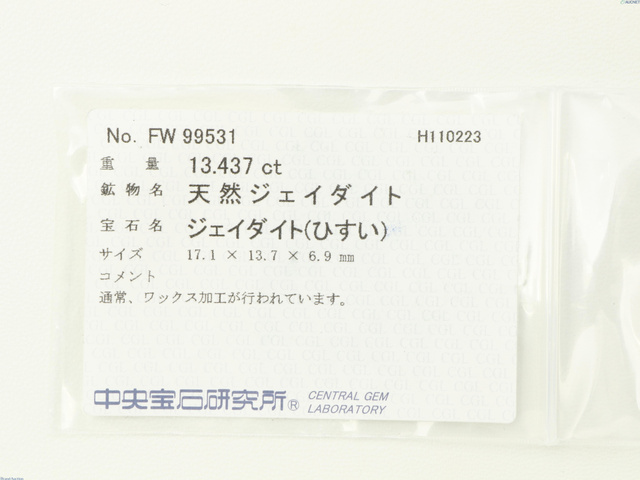 No. FW 99531 H110223
重 量 13.437 ct
鉱物名 天然ジェイダイト
宝石名 ジェイダイト(ひすい)
サイズ 17.1 × 13.7 × 6.9 mm
コメント
通常、ワックス加工が行われています。
中央宝石研究所® CENTRAL GEM
LABORATORY